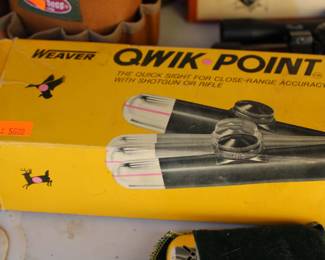 WEAVER
QWIK•POINT
THE QUICK SIGHT FOR CLOSE-RANGE ACCURACY
WITH SHOTGUN OR RIFLE